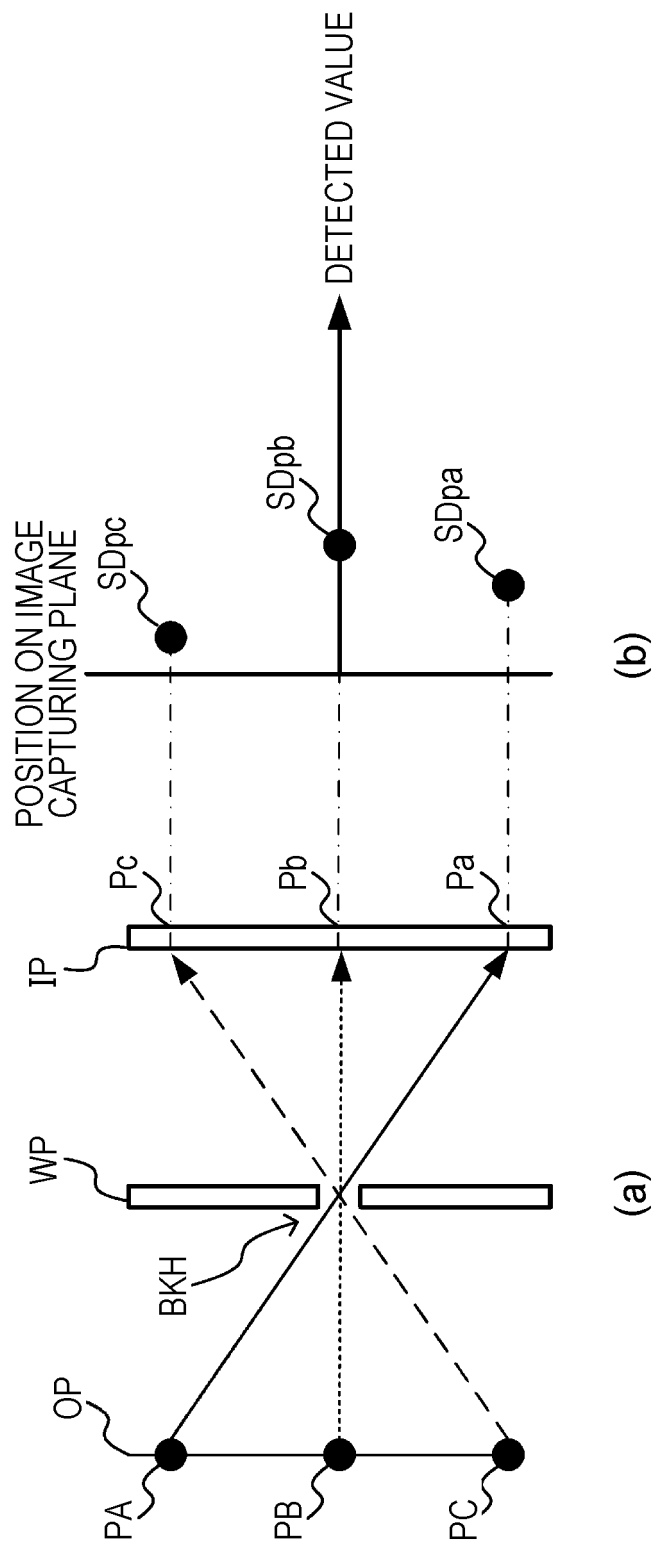 OP
PA
PB
PC
BKH
WP
IP
Pc
Pb
Pa
(a)
POSITION ON IMAGE
CAPTURING PLANE
SDpc
SDpb
SDpa
DETECTED VALUE
(b)